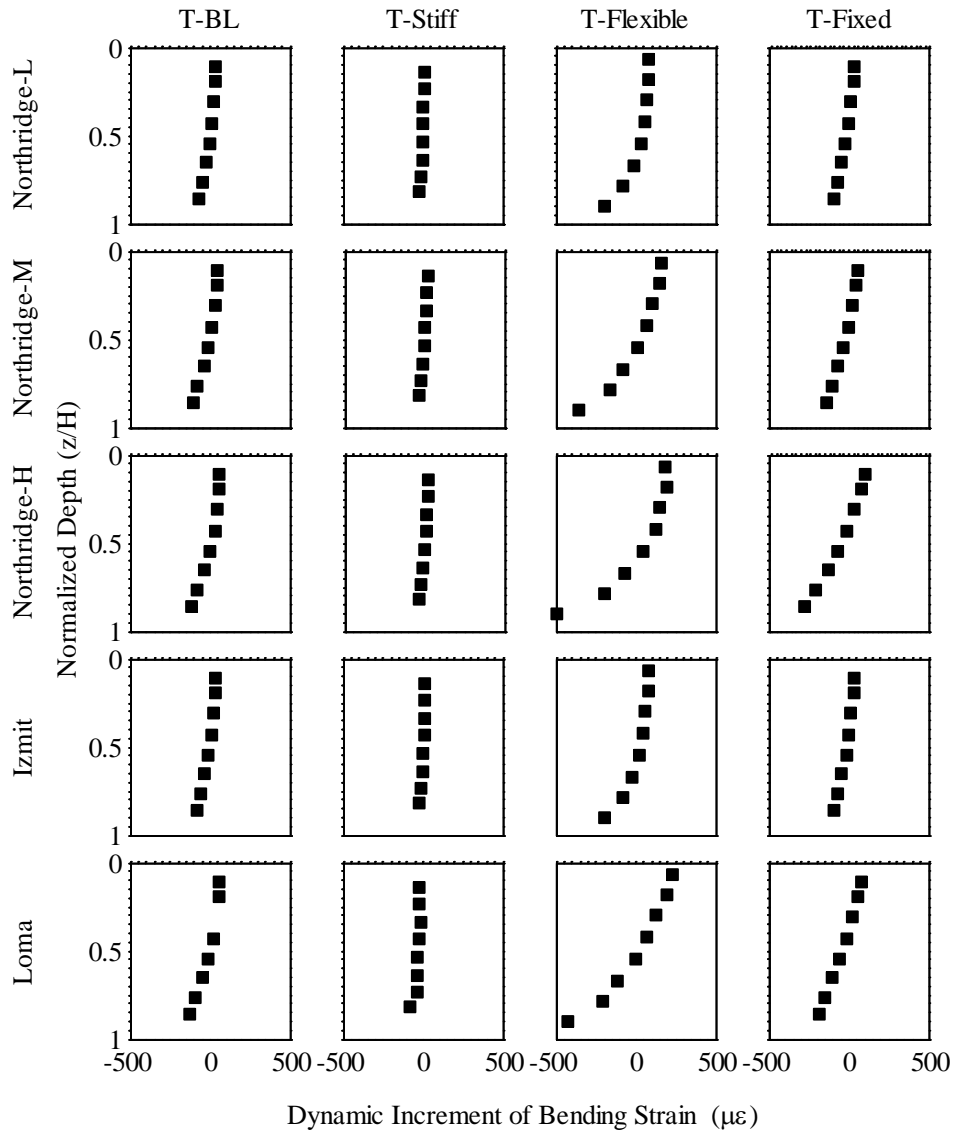 T-BL T-Stiff T-Flexible T-Fixed
Northridge-L
0
0.5
1
Northridge-M
0
0.5
1
Normalized Depth (z/H)
Northridge-H
0
0.5
1
Izmit
0
0.5
1
Loma
0
0.5
1
-500 0 500 -500 0 500 -500 0 500 -500 0 500
Dynamic Increment of Bending Strain (με)